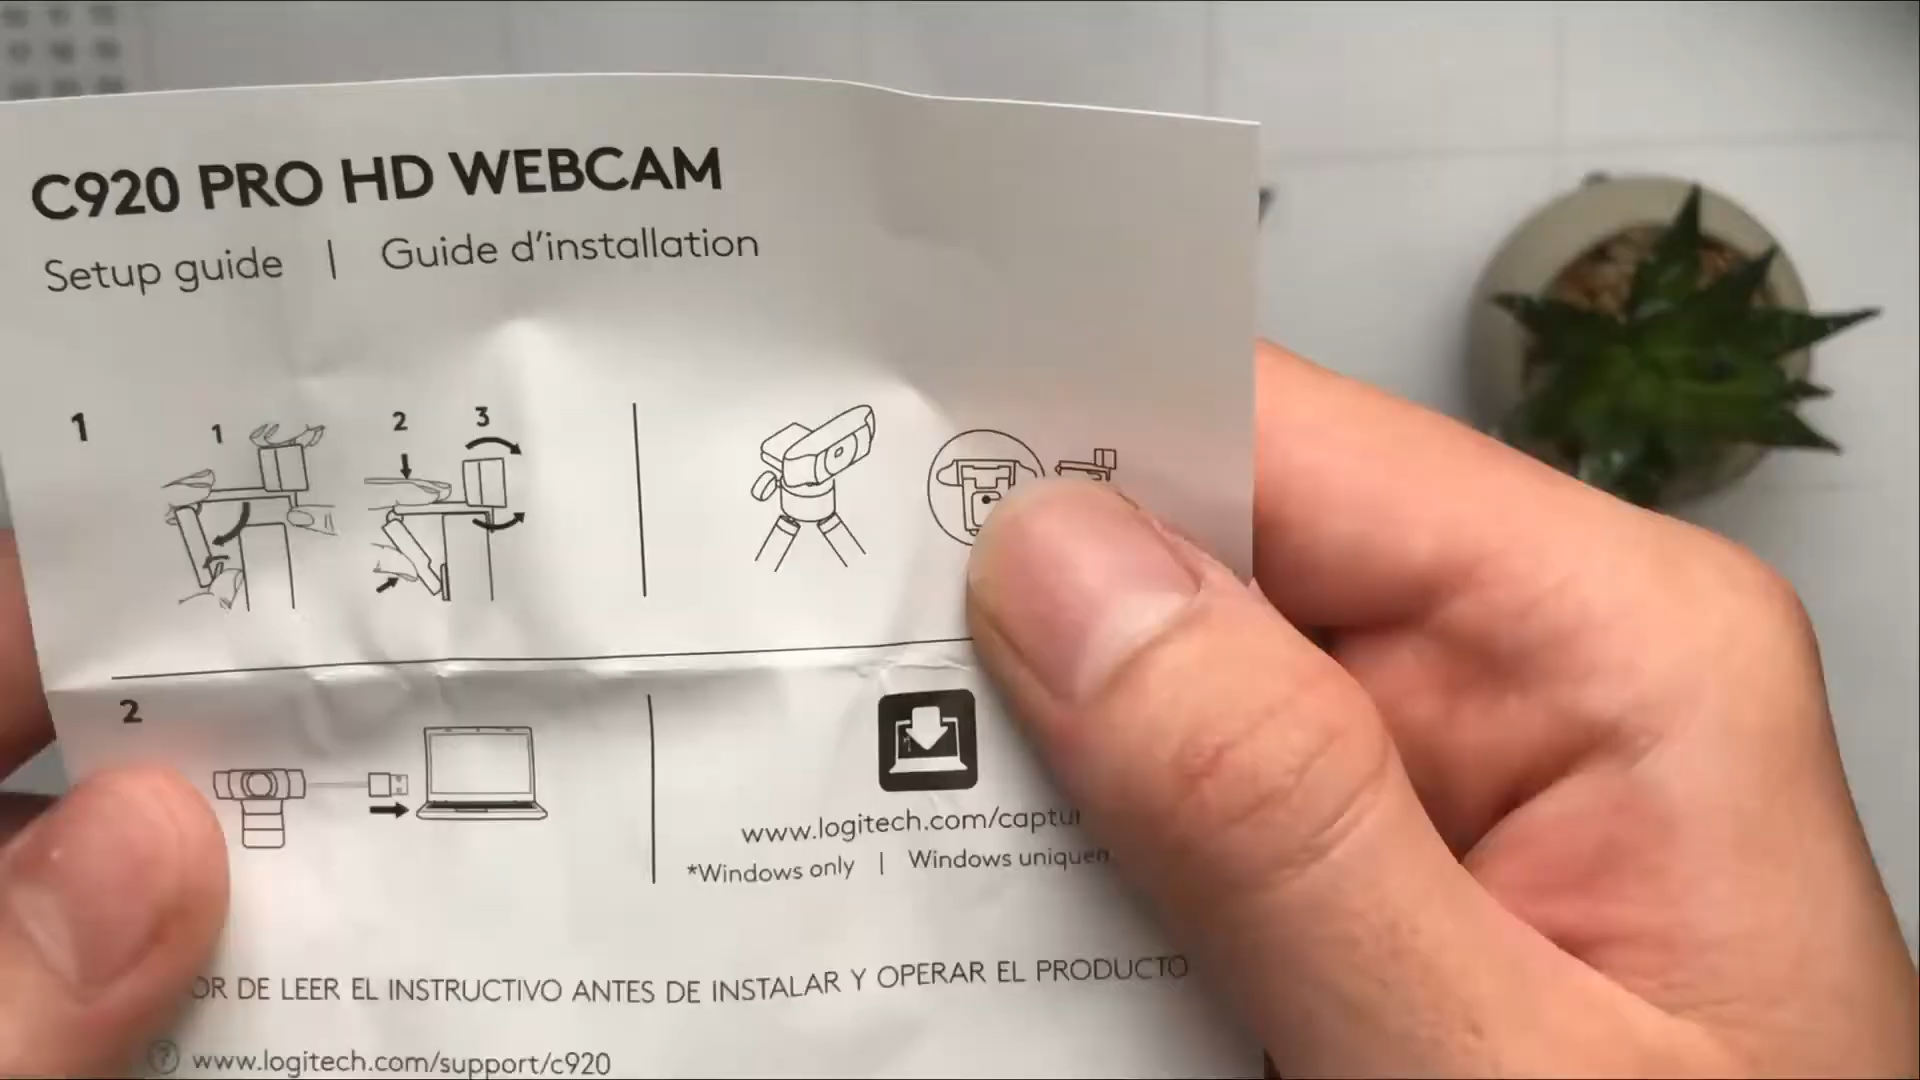 C920 PRO HD WEBCAM
Setup guide | Guide d'installation
1
1 2 3
2
www.logitech.com/captur
*Windows only | Windows uniquen
OR DE LEER EL INSTRUCTIVO ANTES DE INSTALAR Y OPERAR EL PRODUCTO
? www.logitech.com/support/c920